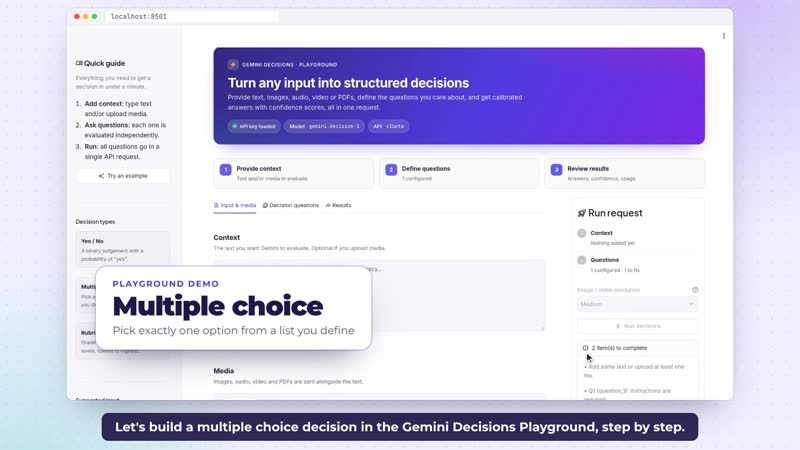 localhost:8501
Quick guide
Everything you need to get a
decision in under a minute.
1. Add context: type text
and/or upload media.
2. Ask questions: each one is
evaluated independently.
3. Run: all questions go in a
single API request.
Try an example
Decision types
Yes / No
A binary judgement with a
probability of "yes".
GEMINI DECISIONS · PLAYGROUND
Turn any input into structured decisions
Provide text, images, audio, video or PDFs, define the questions you care about, and get calibrated
answers with confidence scores, all in one request.
API key loaded
Model gemini-decision-1
API v1beta
1
Provide context
Text and/or media to evaluate
2
Define questions
1 configured
3
Review results
Answers, confidence, usage
Input & media
Decision questions
Results
Context
The text you want Gemini to evaluate. Optional if you upload media.
Media
Images, audio, video and PDFs are sent alongside the text.
Run request
Context
Nothing added yet
Questions
1 configured · 1 to fix
Image / video resolution
Medium
Run decisions
2 item(s) to complete
• Add some text or upload at least one
file.
• Q1 (question_1): instructions are
PLAYGROUND DEMO
Multiple choice
Pick exactly one option from a list you define
Let's build a multiple choice decision in the Gemini Decisions Playground, step by step.